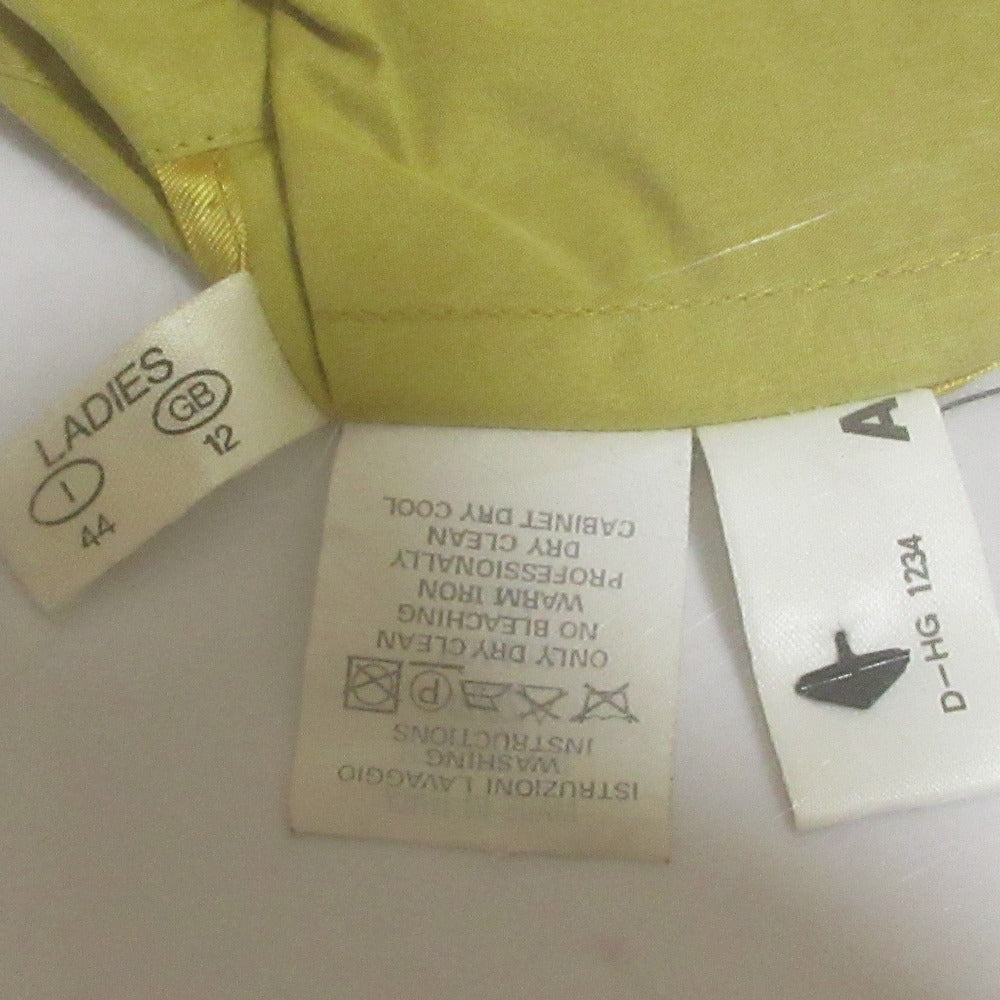 LADIES
I GB
44 12
ISTRUZIONI LAVAGGIO
WASHING
INSTRUCTIONS
P
ONLY DRY CLEAN
NO BLEACHING
WARM IRON
PROFESSIONALLY
DRY CLEAN
CABINET DRY COOL
A
D-HG 1234